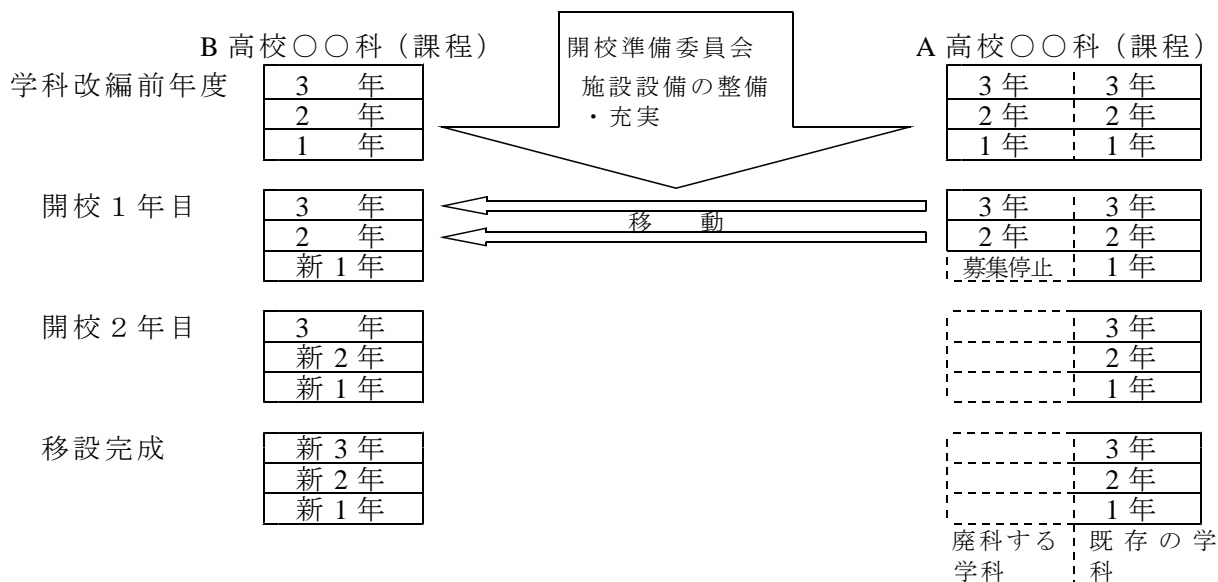 B 高校○○科（課程）
開校準備委員会
施設設備の整備
・充実
A 高校○○科（課程）
学科改編前年度
3 年
2 年
1 年
3 年 3 年
2 年 2 年
1 年 1 年
開校１年目
3 年
2 年
新 1 年
移 動
3 年 3 年
2 年 2 年
募集停止 1 年
開校２年目
3 年
新 2 年
新 1 年
3 年
2 年
1 年
移設完成
新 3 年
新 2 年
新 1 年
3 年
2 年
1 年
廃科する
学科
既存の学
科